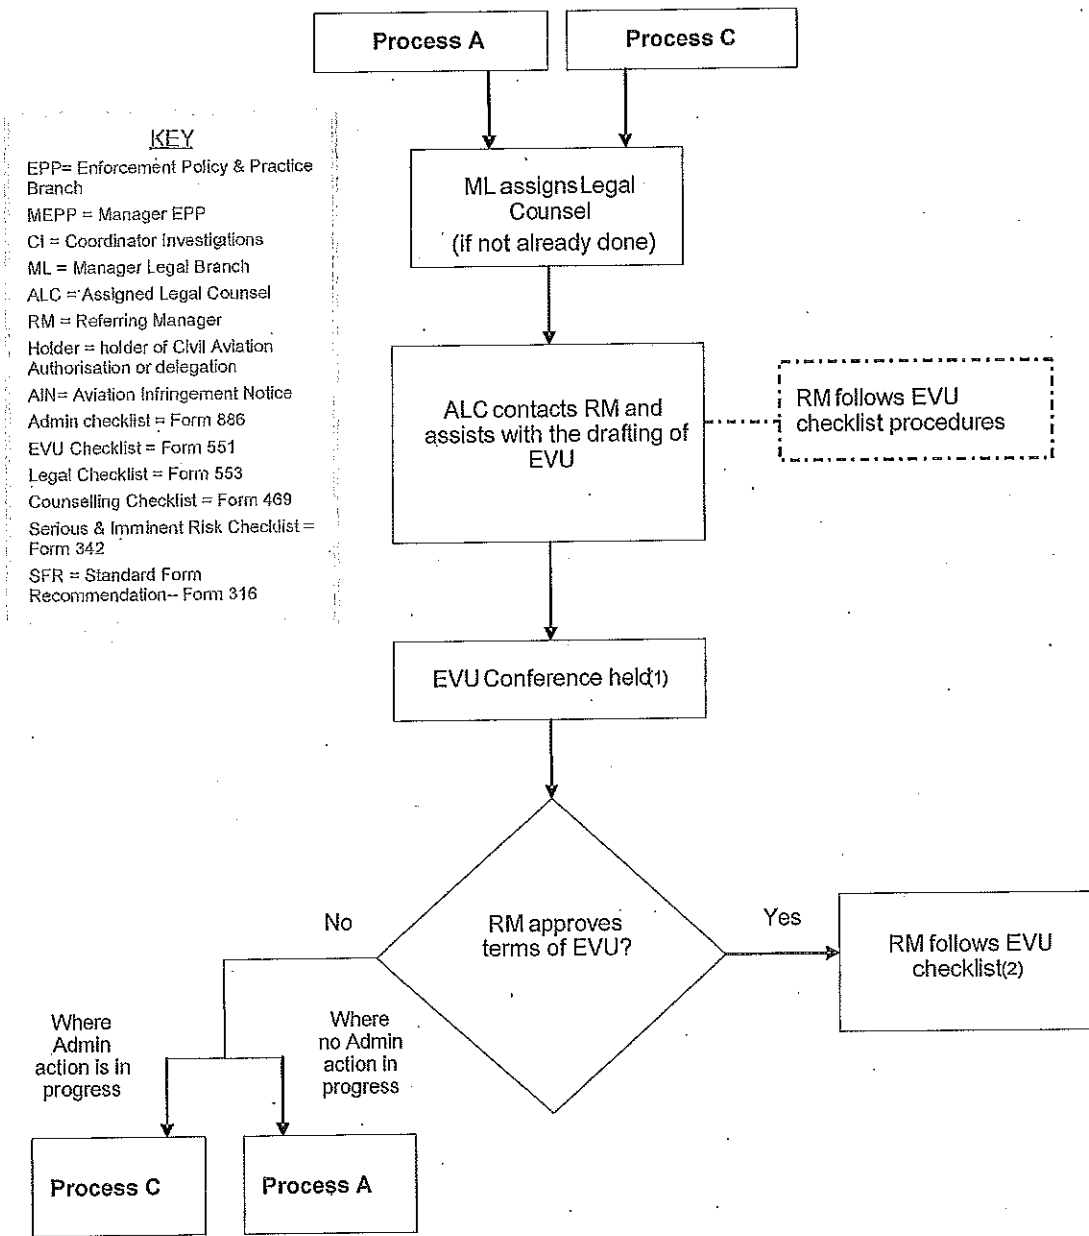 Process A
Process C
KEY
EPP= Enforcement Policy & Practice
Branch
MEPP = Manager EPP
CI = Coordinator Investigations
ML = Manager Legal Branch
ALC = Assigned Legal Counsel
RM = Referring Manager
Holder = holder of Civil Aviation
Authorisation or delegation
AIN= Aviation Infringement Notice
Admin checklist = Form 886
EVU Checklist = Form 551
Legal Checklist = Form 553
Counselling Checklist = Form 469
Serious & Imminent Risk Checklist =
Form 342
SFR = Standard Form
Recommendation-- Form 316
ML assigns Legal
Counsel
(if not already done)
ALC contacts RM and
assists with the drafting of
EVU
RM follows EVU
checklist procedures
EVU Conference held(1)
RM approves
terms of EVU?
No
Yes
RM follows EVU
checklist(2)
Where
Admin
action is in
progress
Where
no Admin
action in
progress
Process C
Process A